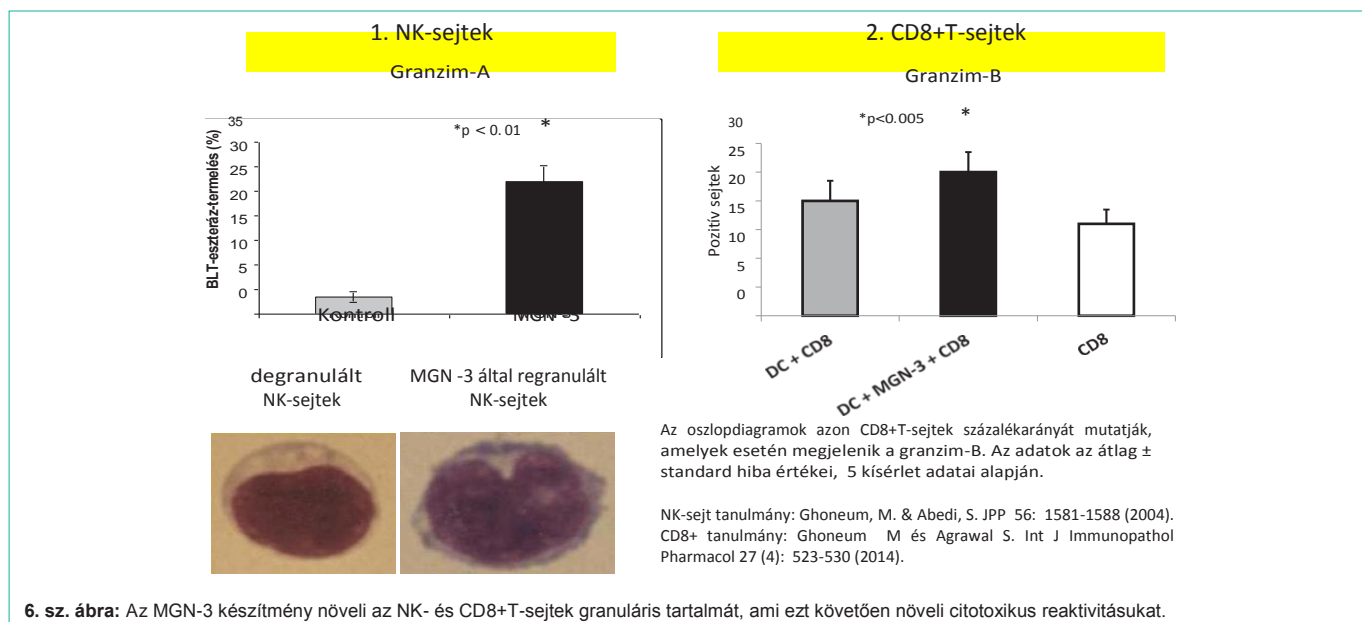 1. NK-sejtek
Granzim-A
BLT-eszteráz-termelés (%)
35
30
25
20
15
10
5
0
*p < 0.01
*
Kontroll
MGN -3
degranulált
NK-sejtek
MGN -3 által regranulált
NK-sejtek
2. CD8+T-sejtek
Granzim-B
Pozitív sejtek
30
25
20
15
10
5
0
*p<0.005
*
DC + CD8
DC + MGN-3 + CD8
CD8
Az oszlopdiagramok azon CD8+T-sejtek százalékarányát mutatják,
amelyek esetén megjelenik a granzim-B. Az adatok az átlag ±
standard hiba értékei, 5 kísérlet adatai alapján.
NK-sejt tanulmány: Ghoneum, M. & Abedi, S. JPP 56: 1581-1588 (2004).
CD8+ tanulmány: Ghoneum M és Agrawal S. Int J Immunopathol
Pharmacol 27 (4): 523-530 (2014).
6. sz. ábra: Az MGN-3 készítmény növeli az NK- és CD8+T-sejtek granuláris tartalmát, ami ezt követően növeli citotoxikus reaktivitásukat.